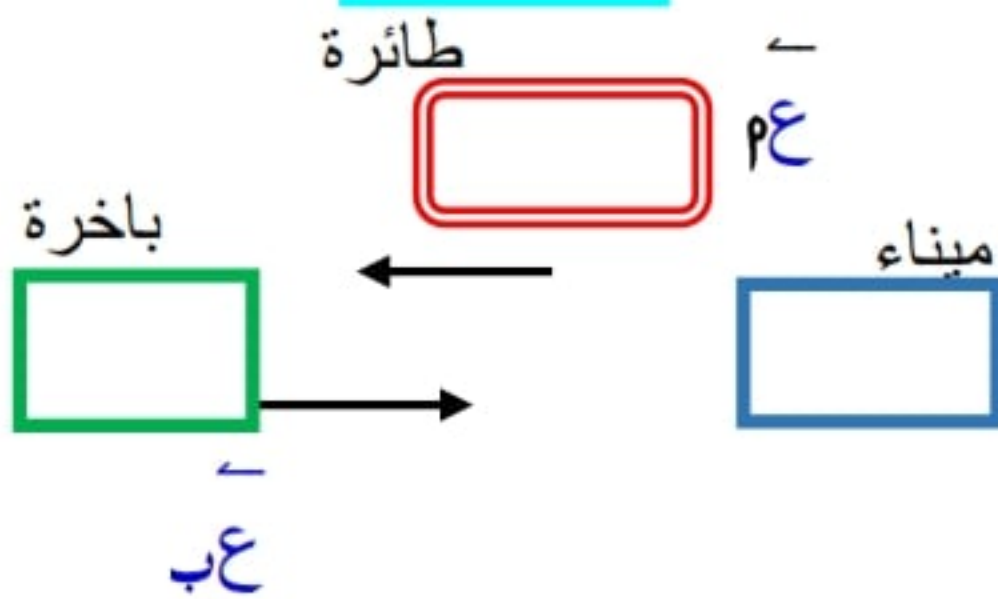 طائرة
عم
باخرة
ميناء
عب